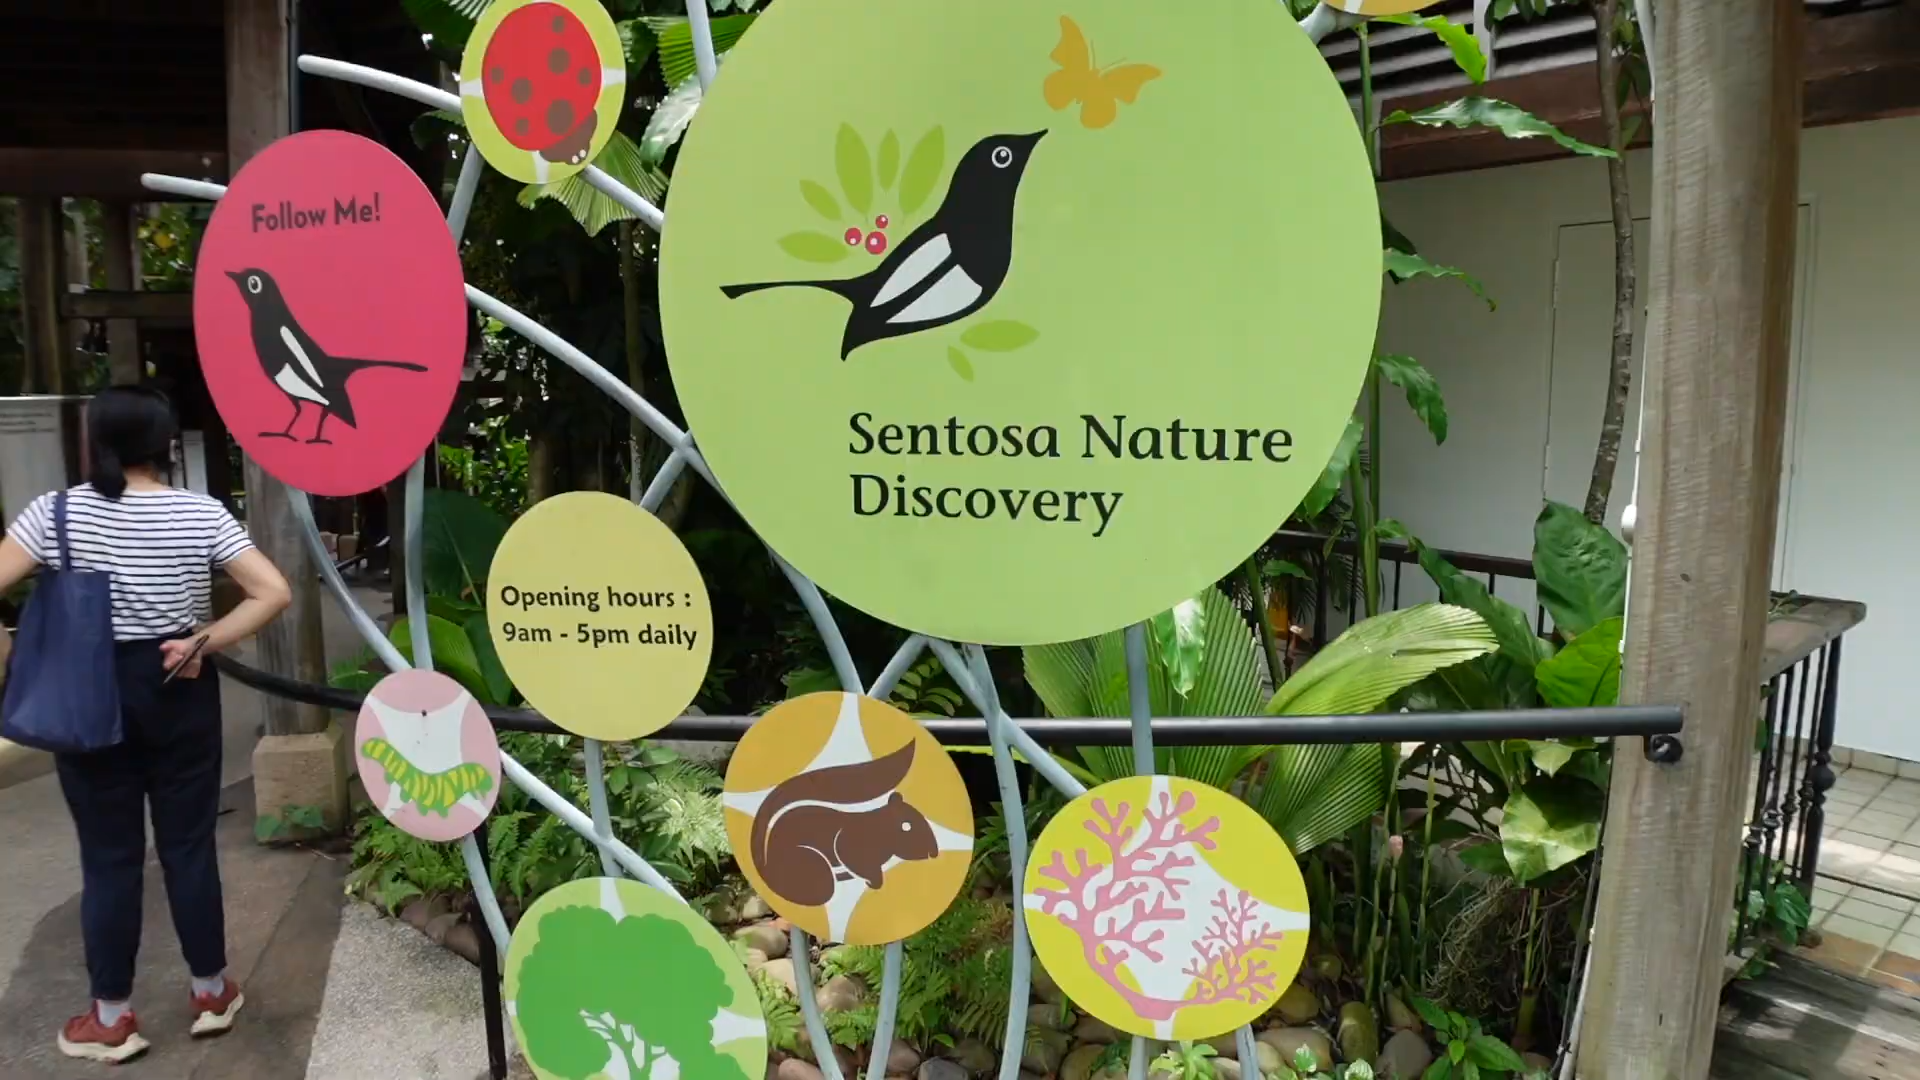 Follow Me!
Sentosa Nature
Discovery
Opening hours :
9am - 5pm daily